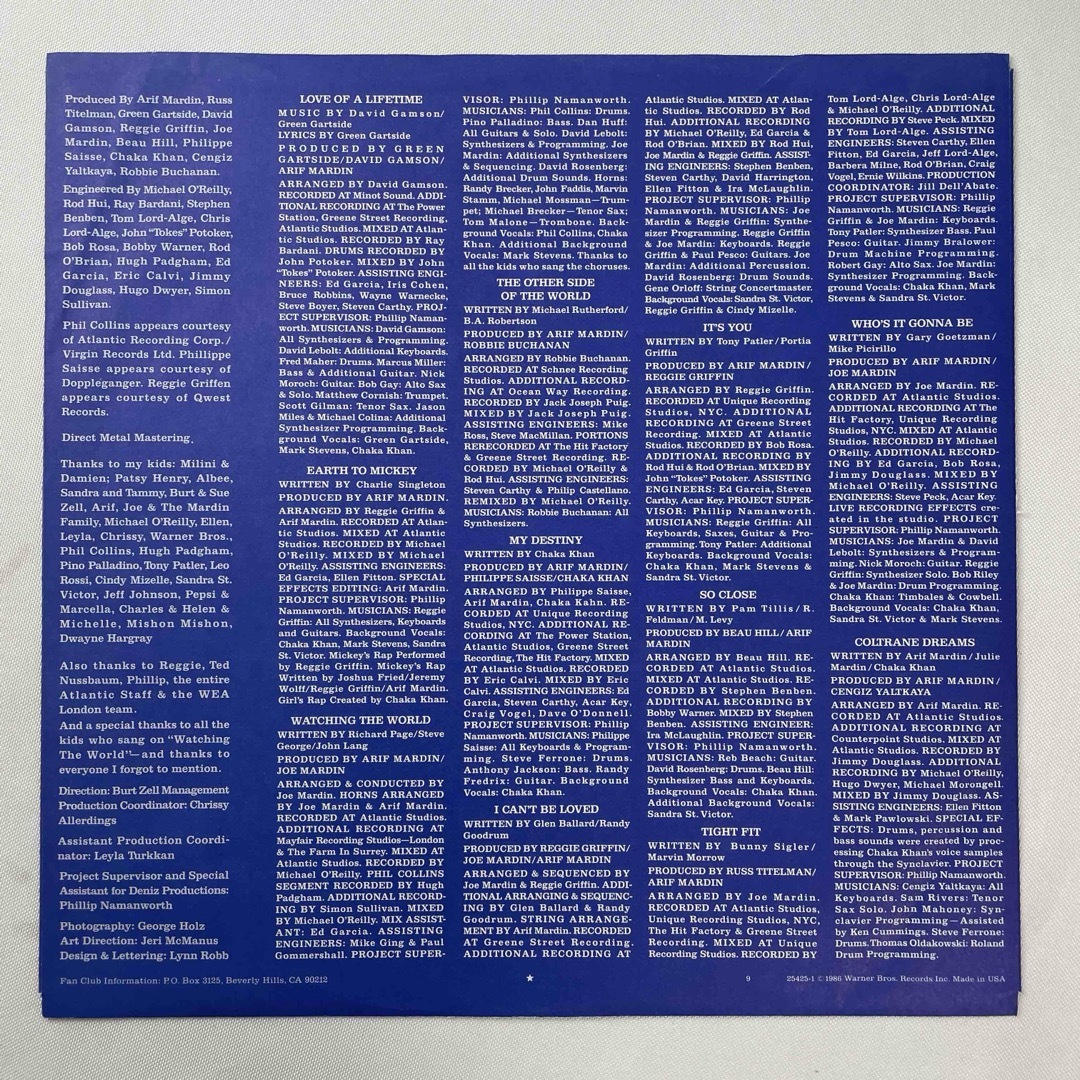 Produced By Arif Mardin, Russ
Titelman, Green Gartside, David
Gamson, Reggie Griffin, Joe
Mardin, Beau Hill, Philippe
Saisse, Chaka Khan, Cengiz
Yaltkaya, Robbie Buchanan.
Engineered By Michael O'Reilly,
Rod Hui, Ray Bardani, Stephen
Benben, Tom Lord-Alge, Chris
Lord-Alge, John "Tokes" Potoker,
Bob Rosa, Bobby Warner, Rod
O'Brian, Hugh Padgham, Ed
Garcia, Eric Calvi, Jimmy
Douglass, Hugo Dwyer, Simon
Sullivan.
Phil Collins appears courtesy
of Atlantic Recording Corp./
Virgin Records Ltd. Phillippe
Saisse appears courtesy of
Doppleganger. Reggie Griffen
appears courtesy of Qwest
Records.
Direct Metal Mastering.
Thanks to my kids: Milini &
Damien; Patsy Henry, Albee,
Sandra and Tammy, Burt & Sue
Zell, Arif, Joe & The Mardin
Family, Michael O'Reilly, Ellen,
Leyla, Chrissy, Warner Bros.,
Phil Collins, Hugh Padgham,
Pino Palladino, Tony Patler, Leo
Rossi, Cindy Mizelle, Sandra St.
Victor, Jeff Johnson, Pepsi &
Marcella, Charles & Helen &
Michelle, Mishon Mishon,
Dwayne Hargray
Also thanks to Reggie, Ted
Nussbaum, Phillip, the entire
Atlantic Staff & the WEA
London team.
And a special thanks to all the
kids who sang on "Watching
The World"—and thanks to
everyone I forgot to mention.
Direction: Burt Zell Management
Production Coordinator: Chrissy
Allerdings
Assistant Production Coordi-
nator: Leyla Turkkan
Project Supervisor and Special
Assistant for Deniz Productions:
Phillip Namanworth
Photography: George Holz
Art Direction: Jeri McManus
Design & Lettering: Lynn Robb
LOVE OF A LIFETIME
MUSIC BY David Gamson/
Green Gartside
LYRICS BY Green Gartside
PRODUCED BY GREEN
GARTSIDE/DAVID GAMSON/
ARIF MARDIN
ARRANGED BY David Gamson.
RECORDED AT Minot Sound. ADDI-
TIONAL RECORDING AT The Power
Station, Greene Street Recording,
Atlantic Studios. MIXED AT Atlan-
tic Studios. RECORDED BY Ray
Bardani. DRUMS RECORDED BY
John Potoker. MIXED BY John
"Tokes" Potoker. ASSISTING ENGI-
NEERS: Ed Garcia, Iris Cohen,
Bruce Robbins, Wayne Warnecke,
Steve Boyer, Steven Carthy. PROJ-
ECT SUPERVISOR: Phillip Naman-
worth. MUSICIANS: David Gamson:
All Synthesizers & Programming.
David Lebolt: Additional Keyboards.
Fred Maher: Drums. Marcus Miller:
Bass & Additional Guitar. Nick
Moroch: Guitar. Bob Gay: Alto Sax
& Solo. Matthew Cornish: Trumpet.
Scott Gilman: Tenor Sax. Jason
Miles & Michael Colina: Additional
Synthesizer Programming. Back-
ground Vocals: Green Gartside,
Mark Stevens, Chaka Khan.
EARTH TO MICKEY
WRITTEN BY Charlie Singleton
PRODUCED BY ARIF MARDIN.
ARRANGED BY Reggie Griffin &
Arif Mardin. RECORDED AT Atlan-
tic Studios. MIXED AT Atlantic
Studios. RECORDED BY Michael
O'Reilly. MIXED BY Michael
O'Reilly. ASSISTING ENGINEERS:
Ed Garcia, Ellen Fitton. SPECIAL
EFFECTS EDITING: Arif Mardin.
PROJECT SUPERVISOR: Phillip
Namanworth. MUSICIANS: Reggie
Griffin: All Synthesizers, Keyboards
and Guitars. Background Vocals:
Chaka Khan, Mark Stevens, Sandra
St. Victor. Mickey's Rap Performed
by Reggie Griffin. Mickey's Rap
Written by Joshua Fried/Jeremy
Wolff/Reggie Griffin/Arif Mardin.
Girl's Rap Created by Chaka Khan.
WATCHING THE WORLD
WRITTEN BY Richard Page/Steve
George/John Lang
PRODUCED BY ARIF MARDIN/
JOE MARDIN
ARRANGED & CONDUCTED BY
Joe Mardin. HORNS ARRANGED
BY Joe Mardin & Arif Mardin.
RECORDED AT Atlantic Studios.
ADDITIONAL RECORDING AT
Mayfair Recording Studios—London
& The Farm In Surrey. MIXED AT
Atlantic Studios. RECORDED BY
Michael O'Reilly. PHIL COLLINS
SEGMENT RECORDED BY Hugh
Padgham. ADDITIONAL RECORD-
ING BY Simon Sullivan. MIXED
BY Michael O'Reilly. MIX ASSIST-
ANT: Ed Garcia. ASSISTING
ENGINEERS: Mike Ging & Paul
Gommershall. PROJECT SUPER-
VISOR: Phillip Namanworth.
MUSICIANS: Phil Collins: Drums.
Pino Palladino: Bass. Dan Huff:
All Guitars & Solo. David Lebolt:
Synthesizers & Programming. Joe
Mardin: Additional Synthesizers
& Sequencing. David Rosenberg:
Additional Drum Sounds. Horns:
Randy Brecker, John Faddis, Marvin
Stamm, Michael Mossman—Trum-
pet; Michael Brecker—Tenor Sax;
Tom Malone—Trombone. Back-
ground Vocals: Phil Collins, Chaka
Khan. Additional Background
Vocals: Mark Stevens. Thanks to
all the kids who sang the choruses.
THE OTHER SIDE
OF THE WORLD
WRITTEN BY Michael Rutherford/
B.A. Robertson
PRODUCED BY ARIF MARDIN/
ROBBIE BUCHANAN
ARRANGED BY Robbie Buchanan.
RECORDED AT Schnee Recording
Studios. ADDITIONAL RECORD-
ING AT Ocean Way Recording.
RECORDED BY Jack Joseph Puig.
MIXED BY Jack Joseph Puig.
ASSISTING ENGINEERS: Mike
Ross, Steve MacMillan. PORTIONS
RERECORDED AT The Hit Factory
& Greene Street Recording. RE-
CORDED BY Michael O'Reilly &
Rod Hui. ASSISTING ENGINEERS:
Steven Carthy & Philip Castellano.
REMIXED BY Michael O'Reilly.
MUSICIANS: Robbie Buchanan: All
Synthesizers.
MY DESTINY
WRITTEN BY Chaka Khan
PRODUCED BY ARIF MARDIN/
PHILIPPE SAISSE/CHAKA KHAN
ARRANGED BY Philippe Saisse,
Arif Mardin, Chaka Kahn. RE-
CORDED AT Unique Recording
Studios, NYC. ADDITIONAL RE-
CORDING AT The Power Station,
Atlantic Studios, Greene Street
Recording, The Hit Factory. MIXED
AT Atlantic Studios. RECORDED
BY Eric Calvi. MIXED BY Eric
Calvi. ASSISTING ENGINEERS: Ed
Garcia, Steven Carthy, Acar Key,
Craig Vogel, Dave O'Donnell.
PROJECT SUPERVISOR: Phillip
Namanworth. MUSICIANS: Philippe
Saisse: All Keyboards & Program-
ming. Steve Ferrone: Drums.
Anthony Jackson: Bass. Randy
Fredrix: Guitar. Background
Vocals: Chaka Khan.
I CAN'T BE LOVED
WRITTEN BY Glen Ballard/Randy
Goodrum
PRODUCED BY REGGIE GRIFFIN/
JOE MARDIN/ARIF MARDIN
ARRANGED & SEQUENCED BY
Joe Mardin & Reggie Griffin. ADDI-
TIONAL ARRANGING & SEQUENC-
ING BY Glen Ballard & Randy
Goodrum. STRING ARRANGE-
MENT BY Arif Mardin. RECORDED
AT Greene Street Recording.
ADDITIONAL RECORDING AT
Atlantic Studios. MIXED AT Atlan-
tic Studios. RECORDED BY Rod
Hui. ADDITIONAL RECORDING
BY Michael O'Reilly, Ed Garcia &
Rod O'Brian. MIXED BY Rod Hui,
Joe Mardin & Reggie Griffin. ASSIST-
ING ENGINEERS: Stephen Benben,
Steven Carthy, David Harrington,
Ellen Fitton & Ira McLaughlin.
PROJECT SUPERVISOR: Phillip
Namanworth. MUSICIANS: Joe
Mardin & Reggie Griffin: Synthe-
sizer Programming. Reggie Griffin
& Joe Mardin: Keyboards. Reggie
Griffin & Paul Pesco: Guitars. Joe
Mardin: Additional Percussion.
David Rosenberg: Drum Sounds.
Gene Orloff: String Concertmaster.
Background Vocals: Sandra St. Victor,
Reggie Griffin & Cindy Mizelle.
IT'S YOU
WRITTEN BY Tony Patler/Portia
Griffin
PRODUCED BY ARIF MARDIN/
REGGIE GRIFFIN
ARRANGED BY Reggie Griffin.
RECORDED AT Unique Recording
Studios, NYC. ADDITIONAL
RECORDING AT Greene Street
Recording. MIXED AT Atlantic
Studios. RECORDED BY Bob Rosa.
ADDITIONAL RECORDING BY
Rod Hui & Rod O'Brian. MIXED BY
John "Tokes" Potoker. ASSISTING
ENGINEERS: Ed Garcia, Steven
Carthy, Acar Key. PROJECT SUPER-
VISOR: Phillip Namanworth.
MUSICIANS: Reggie Griffin: All
Keyboards, Saxes, Guitar & Pro-
gramming. Tony Patler: Additional
Keyboards. Background Vocals:
Chaka Khan, Mark Stevens &
Sandra St. Victor.
SO CLOSE
WRITTEN BY Pam Tillis/R.
Feldman/M. Levy
PRODUCED BY BEAU HILL/ARIF
MARDIN
ARRANGED BY Beau Hill. RE-
CORDED AT Atlantic Studios.
MIXED AT Atlantic Studios. RE-
CORDED BY Stephen Benben.
ADDITIONAL RECORDING BY
Bobby Warner. MIXED BY Stephen
Benben. ASSISTING ENGINEER:
Ira McLaughlin. PROJECT SUPER-
VISOR: Phillip Namanworth.
MUSICIANS: Reb Beach: Guitar.
David Rosenberg: Drums. Beau Hill:
Synthesizer Bass and Keyboards.
Background Vocals: Chaka Khan.
Additional Background Vocals:
Sandra St. Victor.
TIGHT FIT
WRITTEN BY Bunny Sigler/
Marvin Morrow
PRODUCED BY RUSS TITELMAN/
ARIF MARDIN
ARRANGED BY Joe Mardin.
RECORDED AT Atlantic Studios,
Unique Recording Studios, NYC,
The Hit Factory & Greene Street
Recording. MIXED AT Unique
Recording Studios. RECORDED BY
Tom Lord-Alge, Chris Lord-Alge
& Michael O'Reilly. ADDITIONAL
RECORDING BY Steve Peck. MIXED
BY Tom Lord-Alge. ASSISTING
ENGINEERS: Steven Carthy, Ellen
Fitton, Ed Garcia, Jeff Lord-Alge,
Barbera Milne, Rod O'Brian, Craig
Vogel, Ernie Wilkins. PRODUCTION
COORDINATOR: Jill Dell'Abate.
PROJECT SUPERVISOR: Phillip
Namanworth. MUSICIANS: Reggie
Griffin & Joe Mardin: Keyboards.
Tony Patler: Synthesizer Bass. Paul
Pesco: Guitar. Jimmy Bralower:
Drum Machine Programming.
Robert Gay: Alto Sax. Joe Mardin:
Synthesizer Programming. Back-
ground Vocals: Chaka Khan, Mark
Stevens & Sandra St. Victor.
WHO'S IT GONNA BE
WRITTEN BY Gary Goetzman/
Mike Picirillo
PRODUCED BY ARIF MARDIN/
JOE MARDIN
ARRANGED BY Joe Mardin. RE-
CORDED AT Atlantic Studios.
ADDITIONAL RECORDING AT The
Hit Factory, Unique Recording
Studios, NYC. MIXED AT Atlantic
Studios. RECORDED BY Michael
O'Reilly. ADDITIONAL RECORD-
ING BY Ed Garcia, Bob Rosa,
Jimmy Douglass. MIXED BY
Michael O'Reilly. ASSISTING
ENGINEERS: Steve Peck, Acar Key.
LIVE RECORDING EFFECTS cre-
ated in the studio. PROJECT
SUPERVISOR: Phillip Namanworth.
MUSICIANS: Joe Mardin & David
Lebolt: Synthesizers & Program-
ming. Nick Moroch: Guitar. Reggie
Griffin: Synthesizer Solo. Bob Riley
& Joe Mardin: Drum Programming.
Chaka Khan: Timbales & Cowbell.
Background Vocals: Chaka Khan,
Sandra St. Victor & Mark Stevens.
COLTRANE DREAMS
WRITTEN BY Arif Mardin/Julie
Mardin/Chaka Khan
PRODUCED BY ARIF MARDIN/
CENGIZ YALTKAYA
ARRANGED BY Arif Mardin. RE-
CORDED AT Atlantic Studios.
ADDITIONAL RECORDING AT
Counterpoint Studios. MIXED AT
Atlantic Studios. RECORDED BY
Jimmy Douglass. ADDITIONAL
RECORDING BY Michael O'Reilly,
Hugo Dwyer, Michael Morongell.
MIXED BY Jimmy Douglass. AS-
SISTING ENGINEERS: Ellen Fitton
& Mark Pawlowski. SPECIAL EF-
FECTS: Drums, percussion and
bass sounds were created by proc-
essing Chaka Khan's voice samples
through the Synclavier. PROJECT
SUPERVISOR: Phillip Namanworth.
MUSICIANS: Cengiz Yaltkaya: All
Keyboards. Sam Rivers: Tenor
Sax Solo. John Mahoney: Syn-
clavier Programming—Assisted
by Ken Cummings. Steve Ferrone:
Drums. Thomas Oldakowski: Roland
Drum Programming.
Fan Club Information: P.O. Box 3125, Beverly Hills, CA 90212
★
9
25425-1 © 1986 Warner Bros. Records Inc. Made in USA